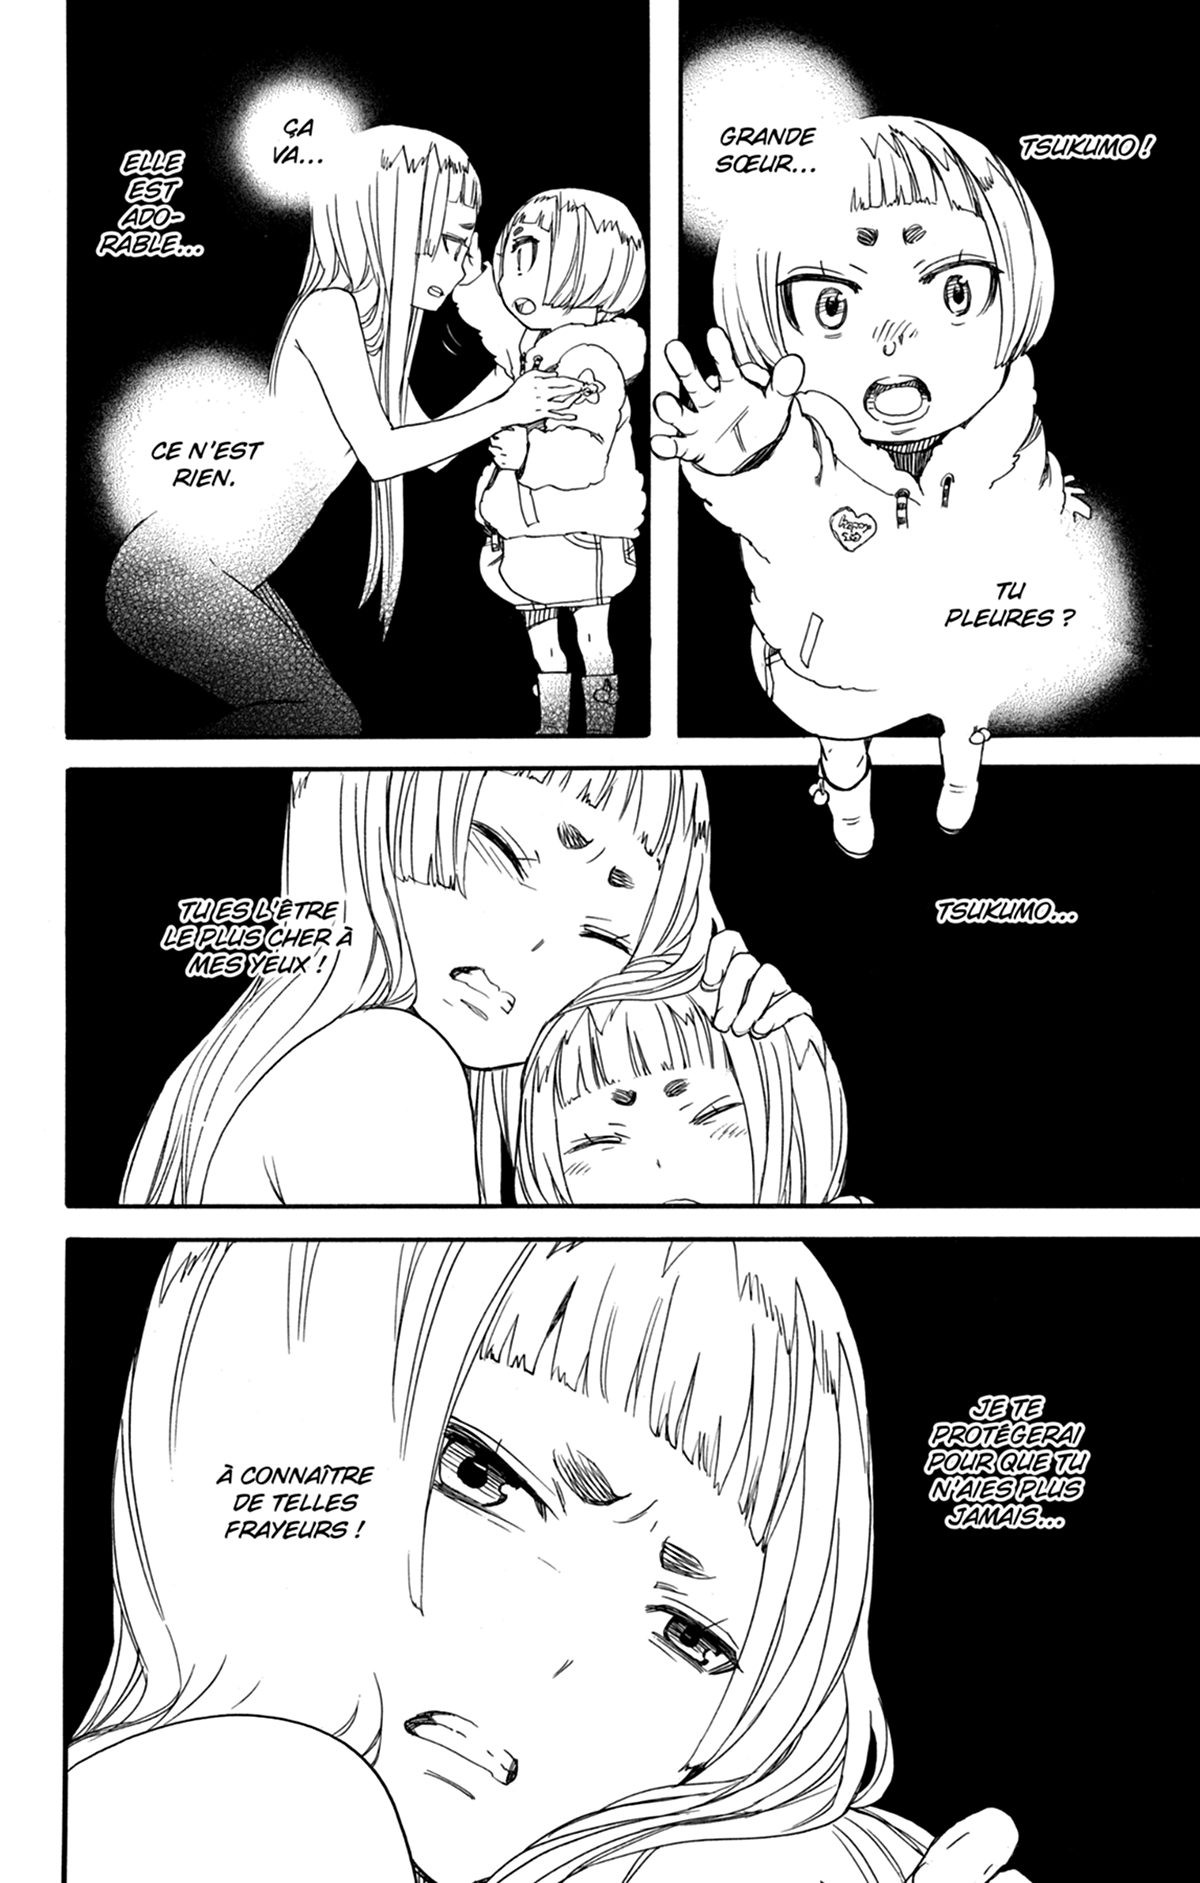 TSUKUMO !
GRANDE
SŒUR...
TU
PLEURES ?
ÇA
VA...
ELLE
EST
ADO-
RABLE...
CE N'EST
RIEN.
TSUKUMO...
TU ES L'ÊTRE
LE PLUS CHER À
MES YEUX !
JE TE
PROTÉGERAI
POUR QUE TU
N'AIES PLUS
JAMAIS...
À CONNAÎTRE
DE TELLES
FRAYEURS !